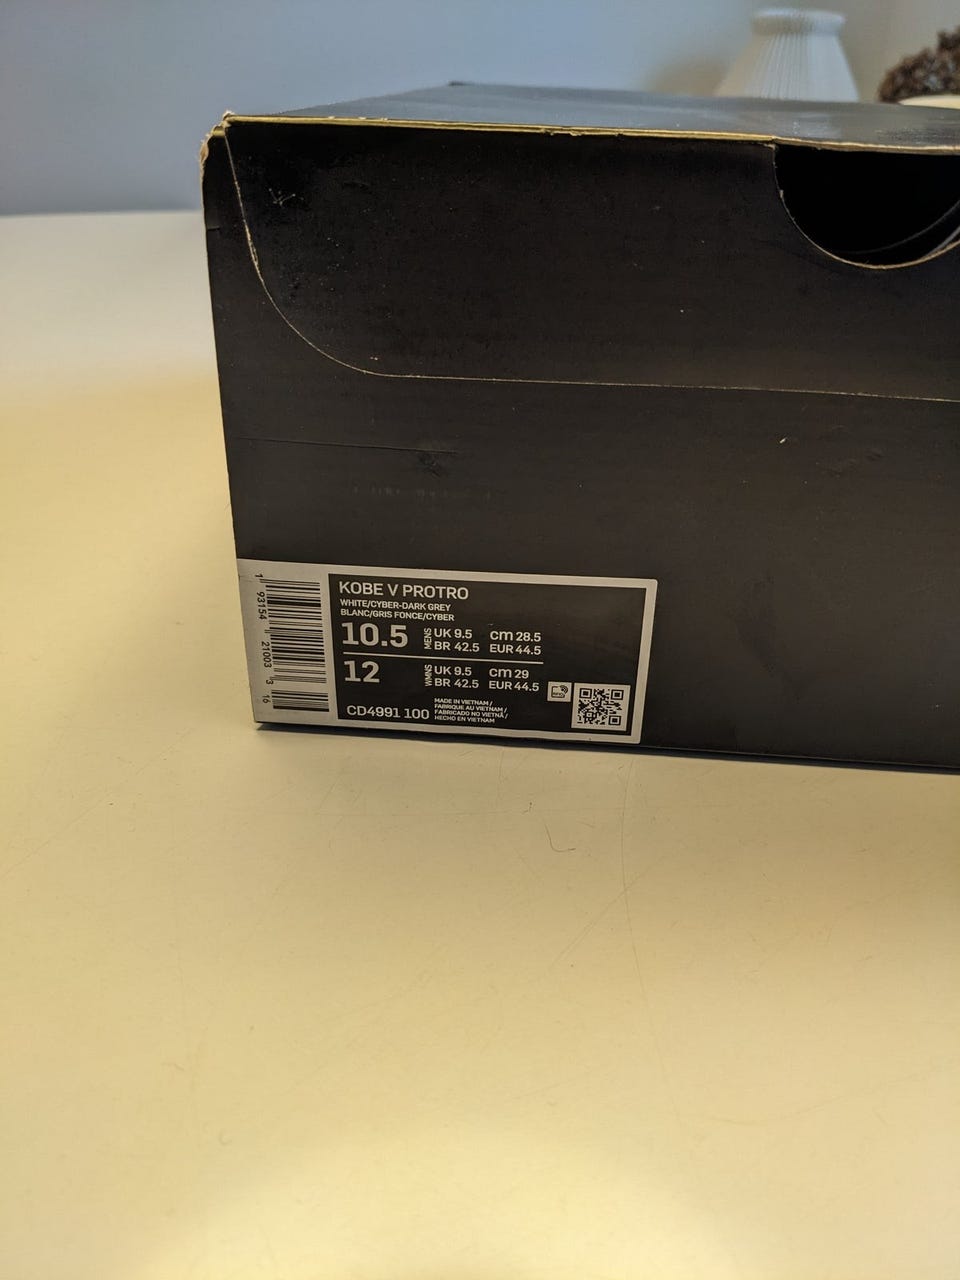 KOBE V PROTRO
WHITE/CYBER-DARK GREY
BLANC/GRIS FONCE/CYBER
10.5 MENS UK 9.5 cm 28.5
BR 42.5 EUR 44.5
12 WMNS UK 9.5 cm 29
BR 42.5 EUR 44.5
CD4991 100
MADE IN VIETNAM /
FABRIQUE AU VIETNAM /
FABRICADO NO VIETNÃ /
HECHO EN VIETNAM
1 93154 21003 3 16